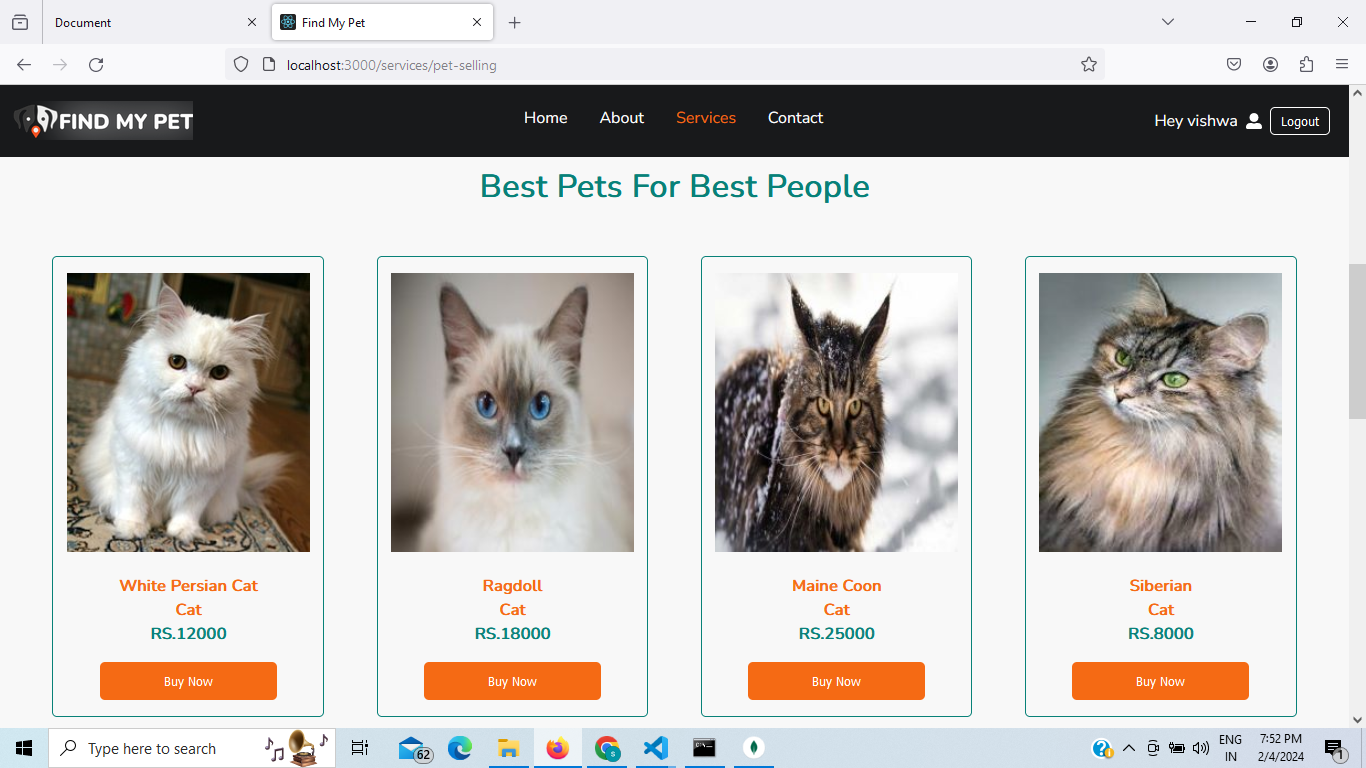 Document
Find My Pet
localhost:3000/services/pet-selling
FIND MY PET
Home
About
Services
Contact
Hey vishwa
Logout
Best Pets For Best People
White Persian Cat
Cat
RS.12000
Buy Now
Ragdoll
Cat
RS.18000
Buy Now
Maine Coon
Cat
RS.25000
Buy Now
Siberian
Cat
RS.8000
Buy Now
Type here to search
62
ENG
IN
7:52 PM
2/4/2024
1